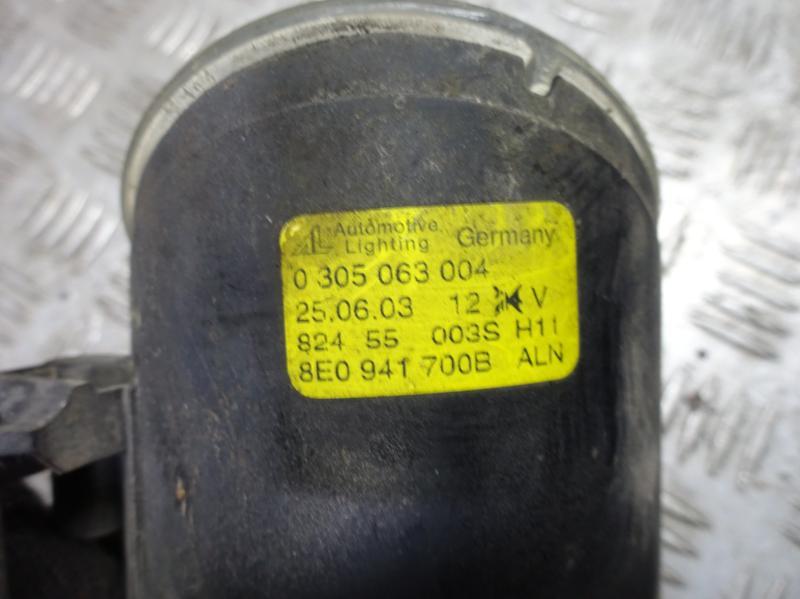 AL Automotive Lighting Germany
0 305 063 004
25.06.03 12 V
824 55 003S H11
8E0 941 700B ALN